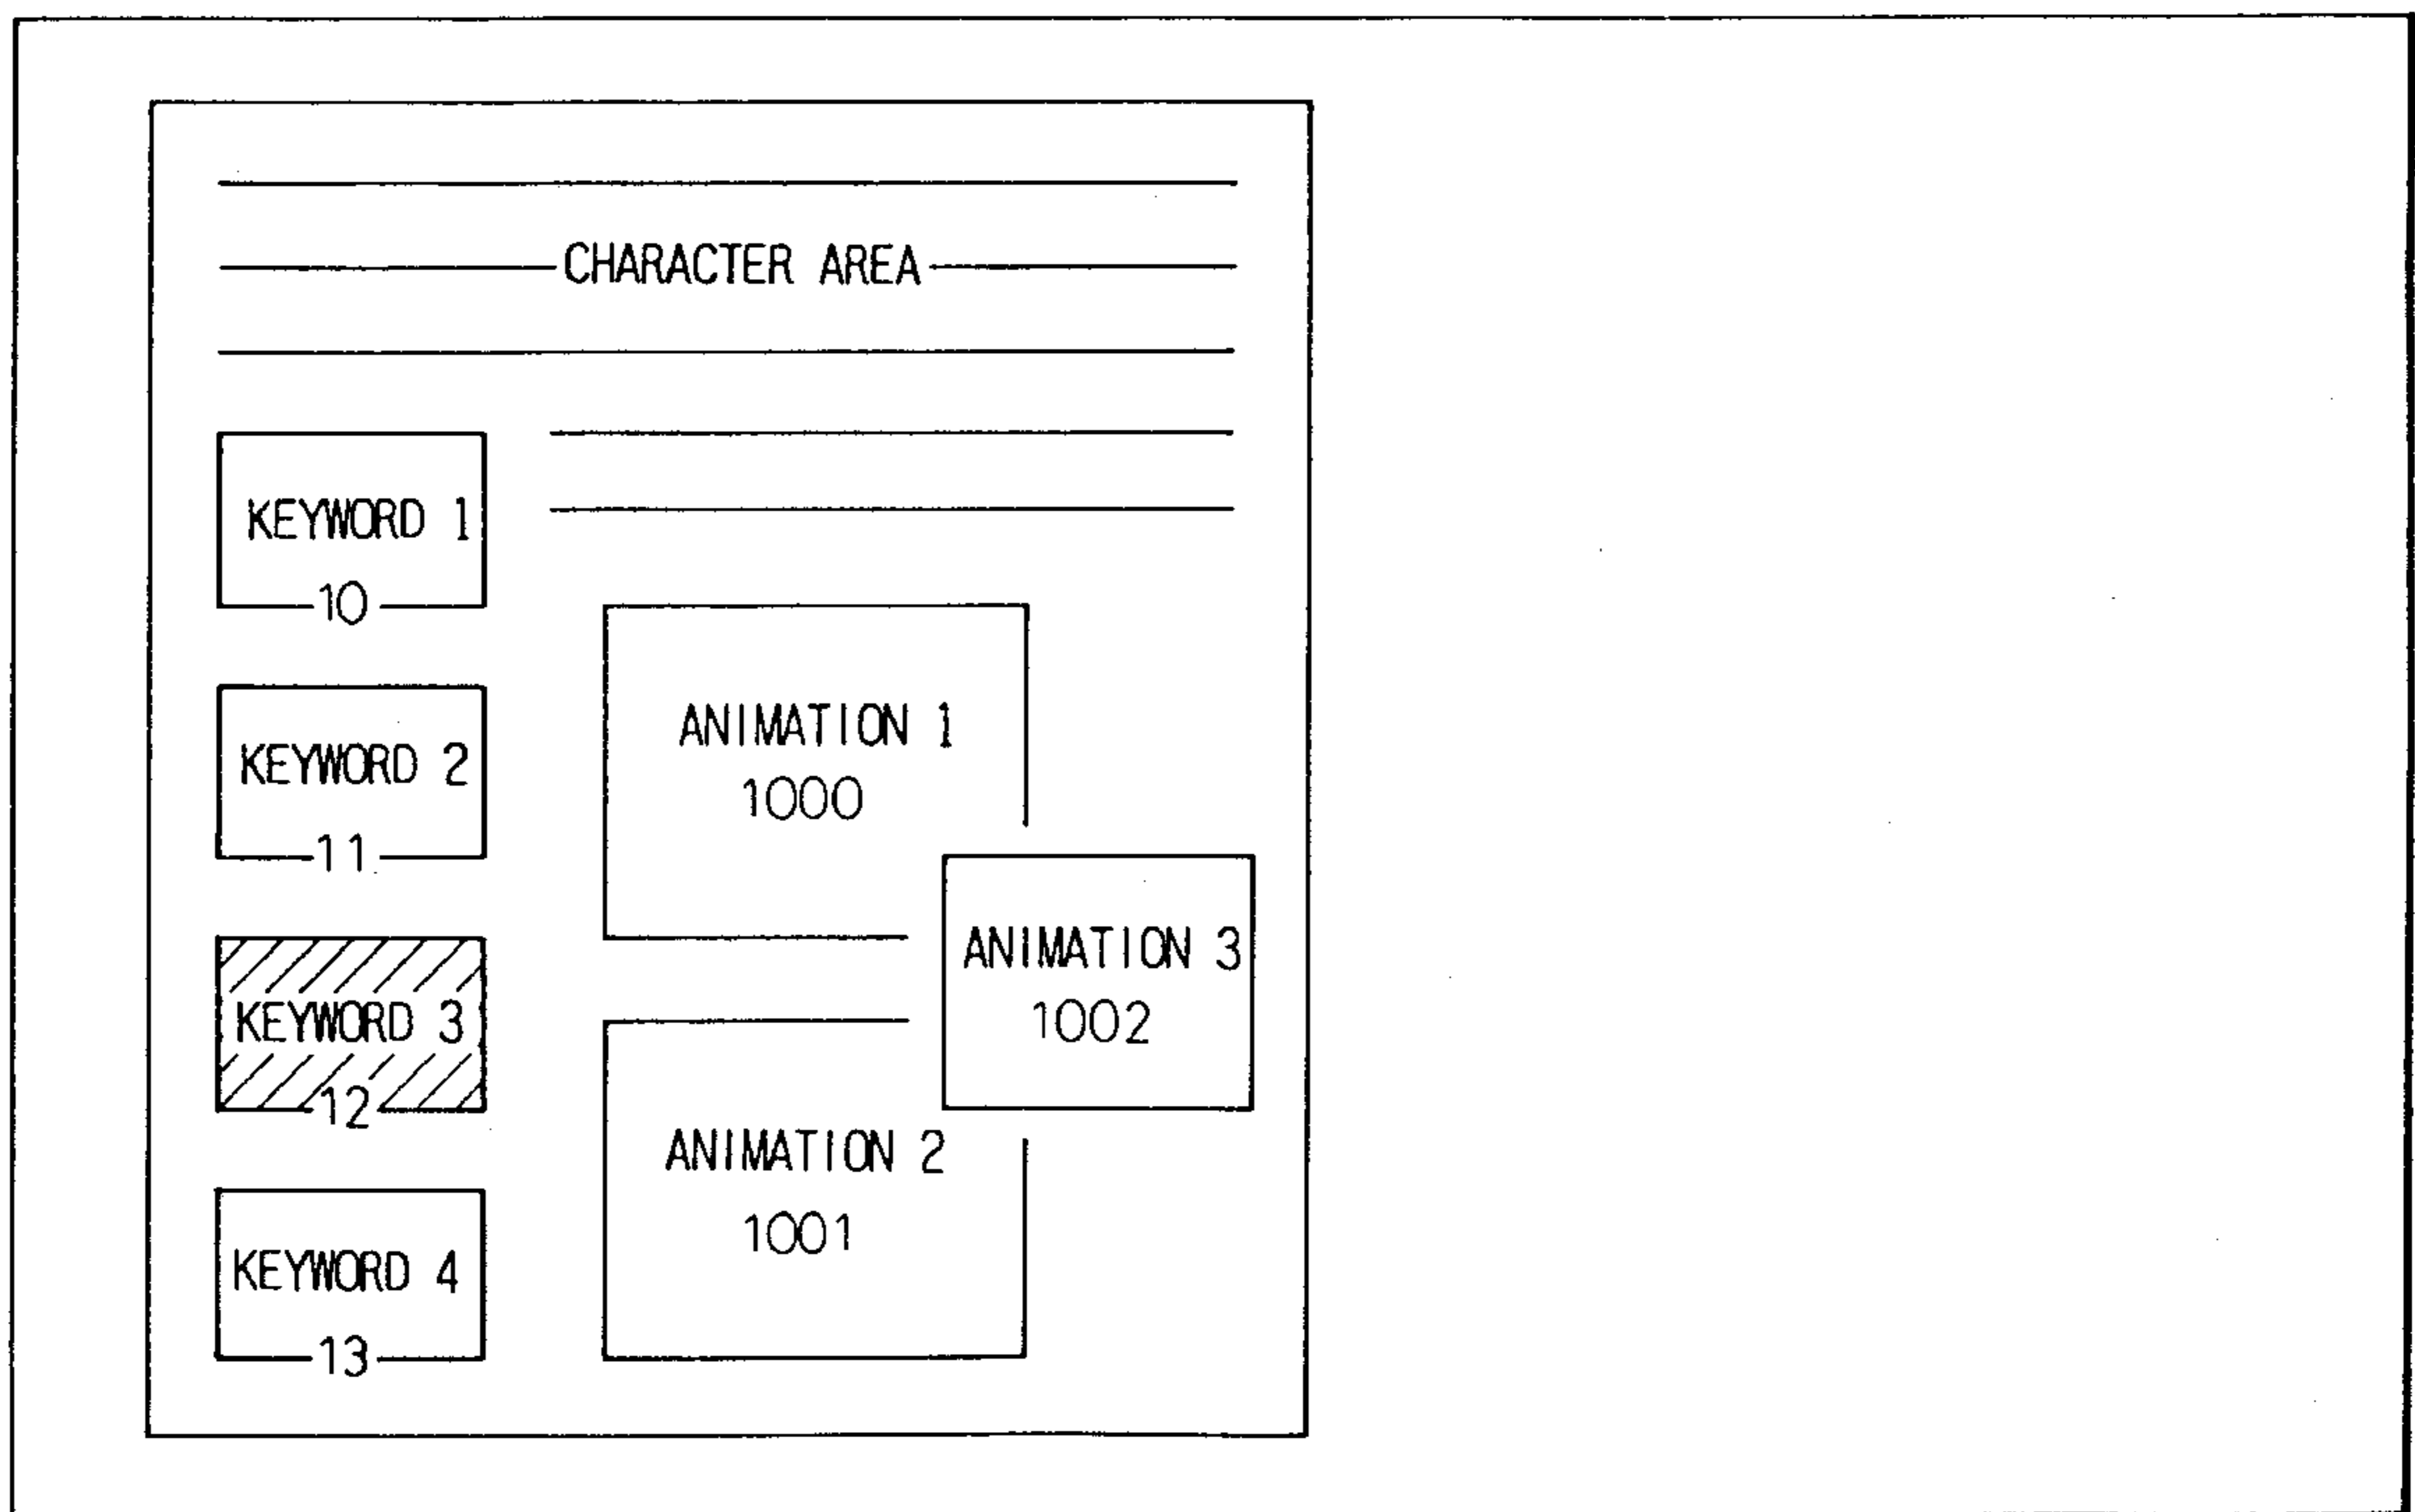 CHARACTER AREA
KEYWORD 1
10
KEYWORD 2
11
KEYWORD 3
12
KEYWORD 4
13
ANIMATION 1
1000
ANIMATION 3
1002
ANIMATION 2
1001